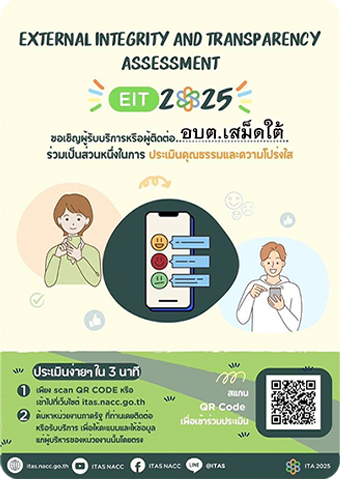 EXTERNAL INTEGRITY AND TRANSPARENCY
ASSESSMENT
EIT 2025
ขอเชิญผู้รับบริการหรือผู้ติดต่อ...อบต.เสม็ดใต้
ร่วมเป็นส่วนหนึ่งในการ ประเมินคุณธรรมและความโปร่งใส
ประเมินง่ายๆ ใน 3 นาที
1 เพียง scan QR CODE หรือ
เข้าไปที่เว็บไซต์ itas.nacc.go.th
2 ค้นหาหน่วยงานภาครัฐ ที่ท่านเคยติดต่อ
หรือรับบริการ เพื่อให้คะแนนและให้ข้อมูล
แก่ผู้บริหารของหน่วยงานนั้นโดยตรง
สแกน
QR Code
เพื่อเข้าร่วมประเมิน
itas.nacc.go.th ITAS NACC ITAS NACC LINE @ITAS ITA 2025